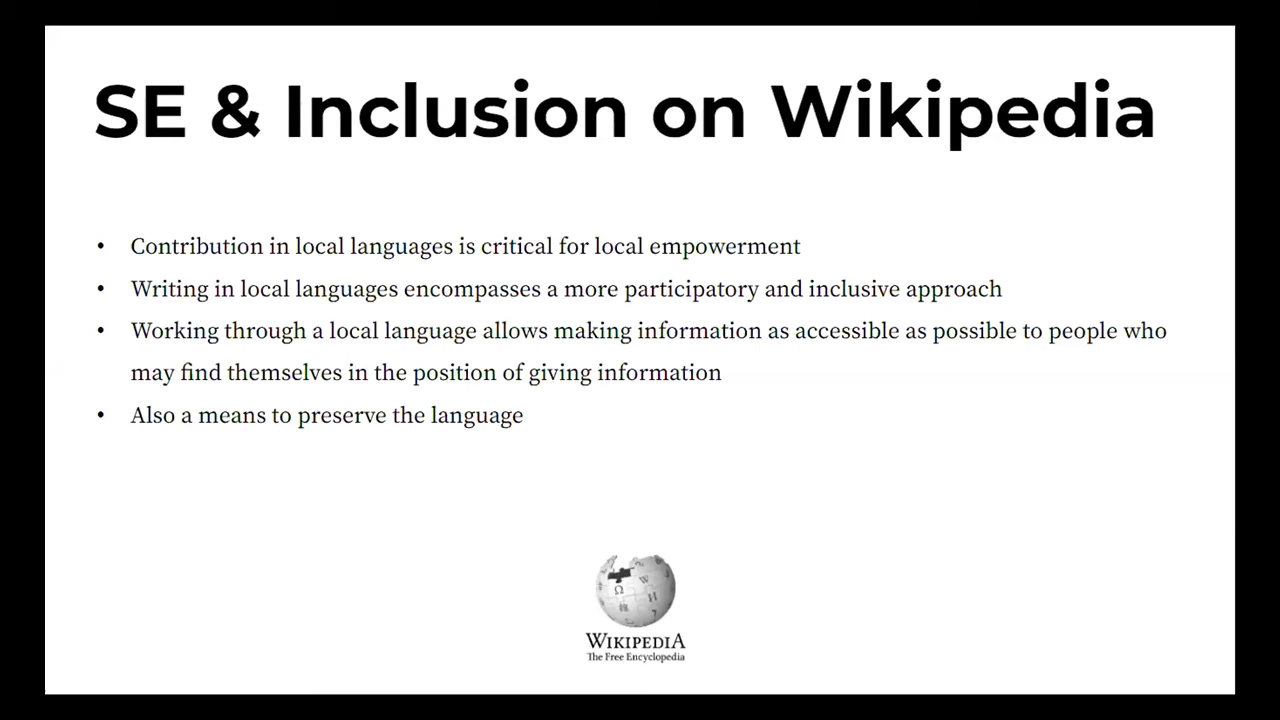 SE & Inclusion on Wikipedia
• Contribution in local languages is critical for local empowerment
• Writing in local languages encompasses a more participatory and inclusive approach
• Working through a local language allows making information as accessible as possible to people who
may find themselves in the position of giving information
• Also a means to preserve the language
WIKIPEDIA
The Free Encyclopedia